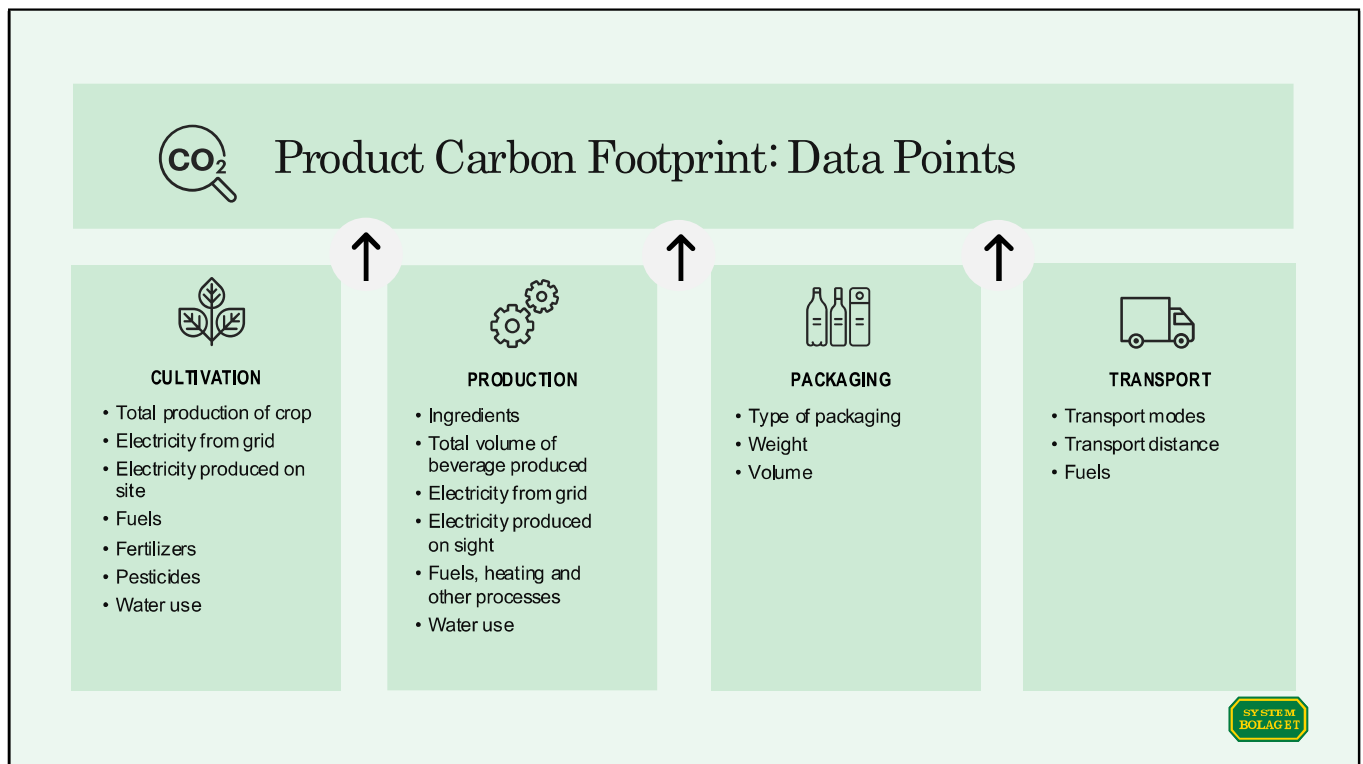 CO2
Product Carbon Footprint: Data Points
CULTIVATION
• Total production of crop
• Electricity from grid
• Electricity produced on
site
• Fuels
• Fertilizers
• Pesticides
• Water use
PRODUCTION
• Ingredients
• Total volume of
beverage produced
• Electricity from grid
• Electricity produced
on sight
• Fuels, heating and
other processes
• Water use
PACKAGING
• Type of packaging
• Weight
• Volume
TRANSPORT
• Transport modes
• Transport distance
• Fuels
SYSTEM
BOLAGET